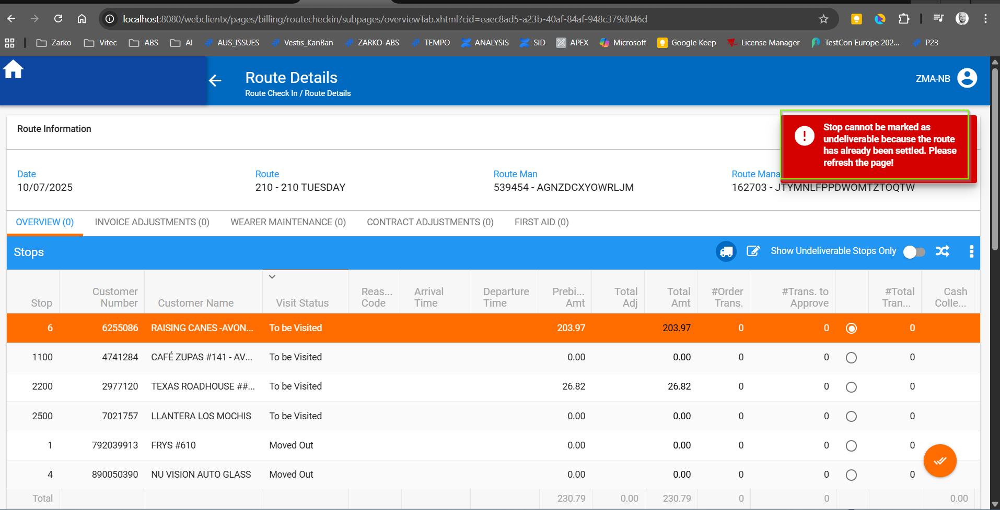 localhost:8080/webclientx/pages/billing/routecheckin/subpages/overviewTab.xhtml?cid=eaec8ad5-a23b-40af-84af-948c379d046d
Zarko Vitec ABS AI AUS_ISSUES Vestis_KanBan ZARKO-ABS TEMPO ANALYSIS SID APEX Microsoft Google Keep License Manager TestCon Europe 202... P23
Route Details
Route Check In / Route Details
ZMA-NB
Route Information
Stop cannot be marked as
undeliverable because the route
has already been settled. Please
refresh the page!
Date Route Route Man Route Mana
10/07/2025 210 - 210 TUESDAY 539454 - AGNZDCXYOWRLJM 162703 - JTYMNLFPPDWOMTZTOQTW
OVERVIEW (0) INVOICE ADJUSTMENTS (0) WEARER MAINTENANCE (0) CONTRACT ADJUSTMENTS (0) FIRST AID (0)
Stops Show Undeliverable Stops Only
Customer Reas... Arrival Departure Prebi... Total Total #Order #Trans. to #Total Cash
Stop Number Customer Name Visit Status Code Time Time Amt Adj Amt Trans. Approve Tran... Colle...
6 6255086 RAISING CANES -AVON... To be Visited 203.97 203.97 0 0 0
1100 4741284 CAFÉ ZUPAS #141 - AV... To be Visited 0.00 0.00 0 0 0
2200 2977120 TEXAS ROADHOUSE ##... To be Visited 26.82 26.82 0 0 0
2500 7021757 LLANTERA LOS MOCHIS To be Visited 0.00 0.00 0 0 0
1 792039913 FRYS #610 Moved Out 0.00 0.00 0 0 0
4 890050390 NU VISION AUTO GLASS Moved Out 0.00 0.00 0 0 0
Total 230.79 0.00 230.79 0 0 0.00